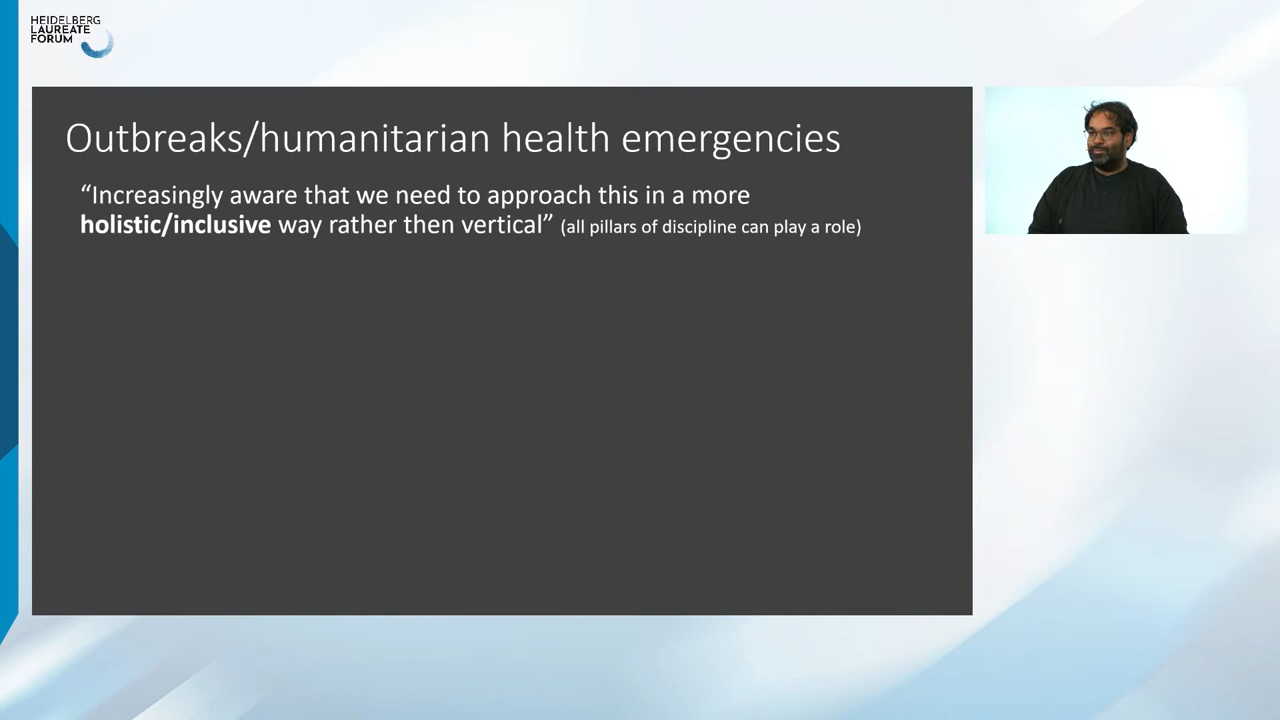 HEIDELBERG
LAUREATE
FORUM
Outbreaks/humanitarian health emergencies
“Increasingly aware that we need to approach this in a more
holistic/inclusive way rather then vertical” (all pillars of discipline can play a role)